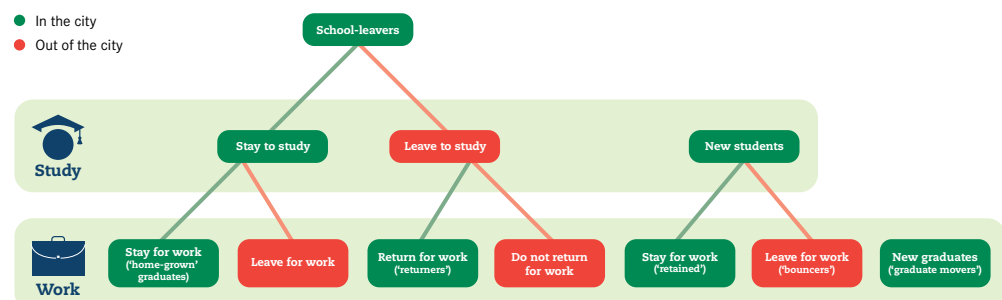 In the city
Out of the city
School-leavers
Study
Stay to study
Leave to study
New students
Work
Stay for work
(‘home-grown’
graduates)
Leave for work
Return for work
(‘returners’)
Do not return
for work
Stay for work
(‘retained’)
Leave for work
(‘bouncers’)
New graduates
(‘graduate movers’)